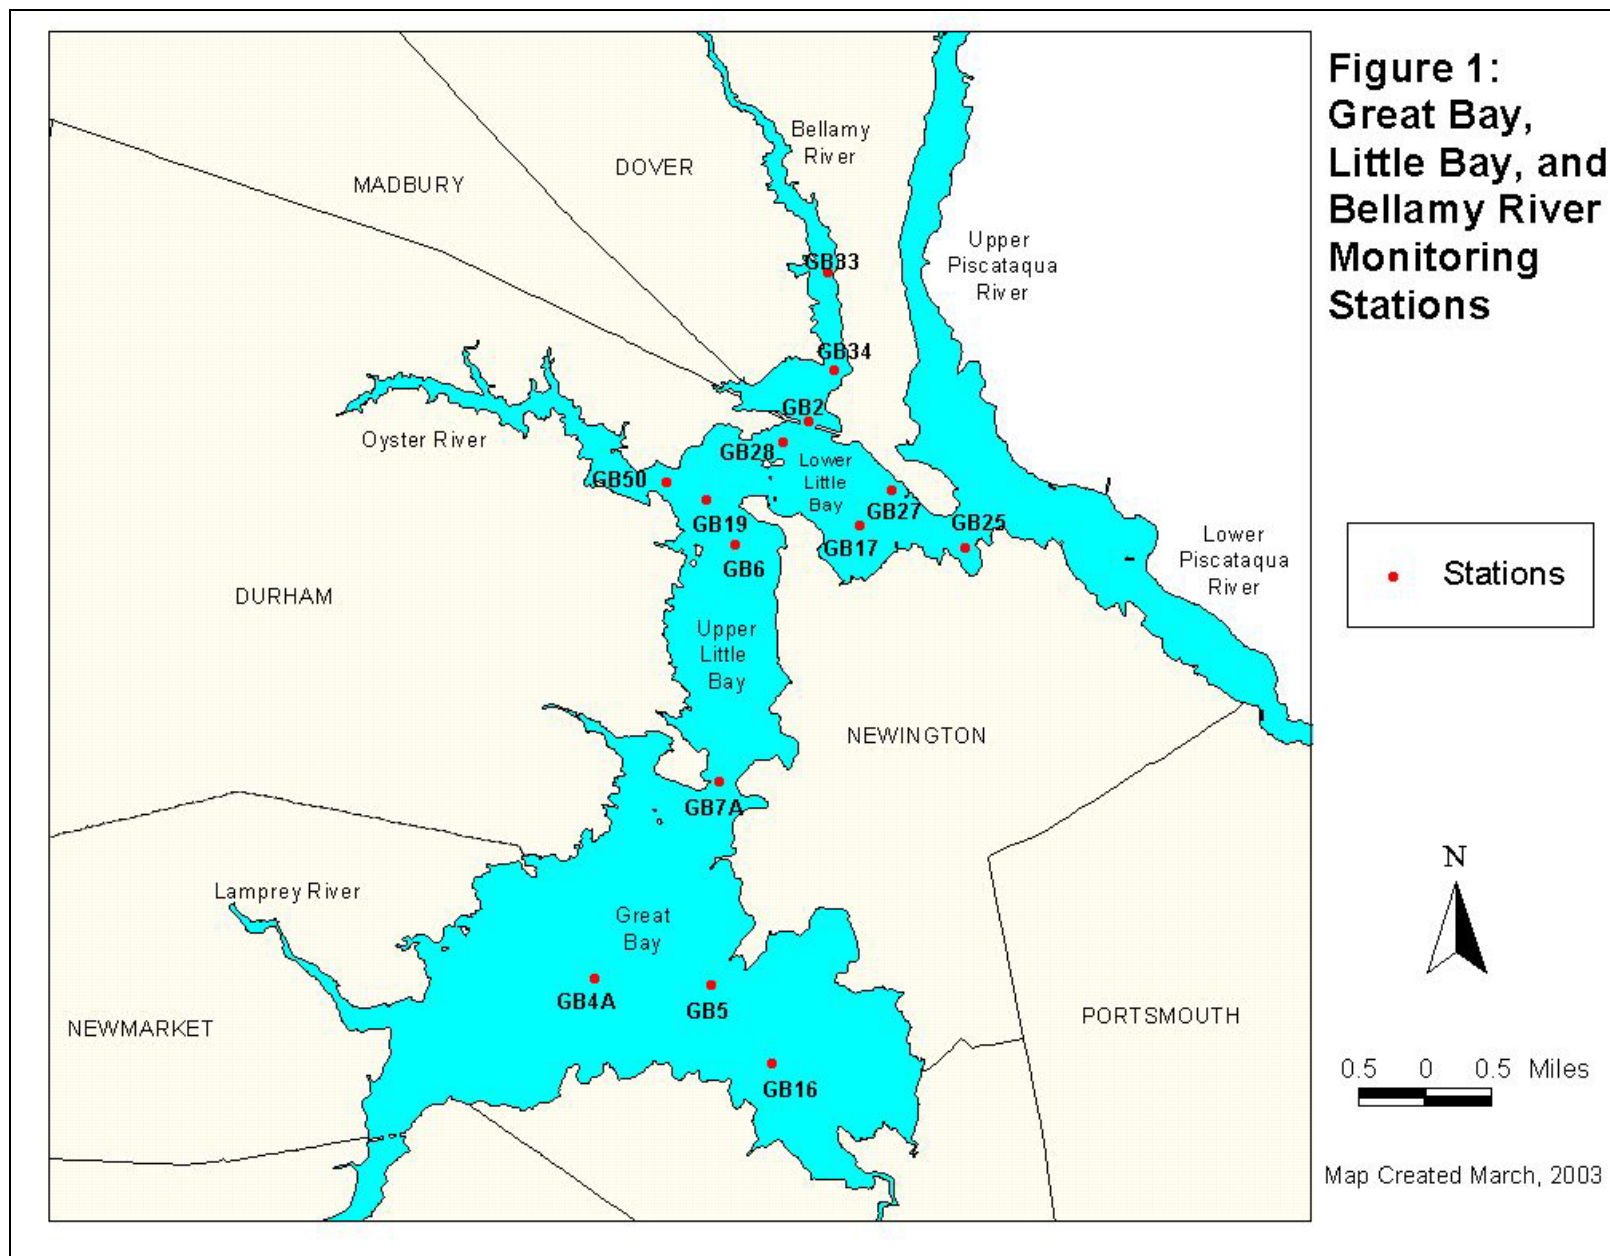 Figure 1:
Great Bay,
Little Bay, and
Bellamy River
Monitoring
Stations
Bellamy
River
DOVER
MADBURY
Upper
Piscataqua
River
GB33
GB34
GB2
Oyster River
GB28
Lower
Little
Bay
GB50
GB27
GB19
GB25
GB17
GB6
Lower
Piscataqua
River
Stations
DURHAM
Upper
Little
Bay
NEWINGTON
GB7A
N
Lamprey River
Great
Bay
GB4A
GB5
NEWMARKET
PORTSMOUTH
GB16
0.5 0 0.5 Miles
Map Created March, 2003